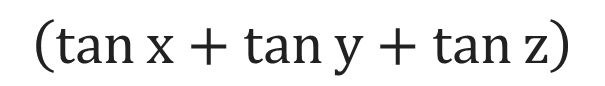 (tan x + tan y + tan z)